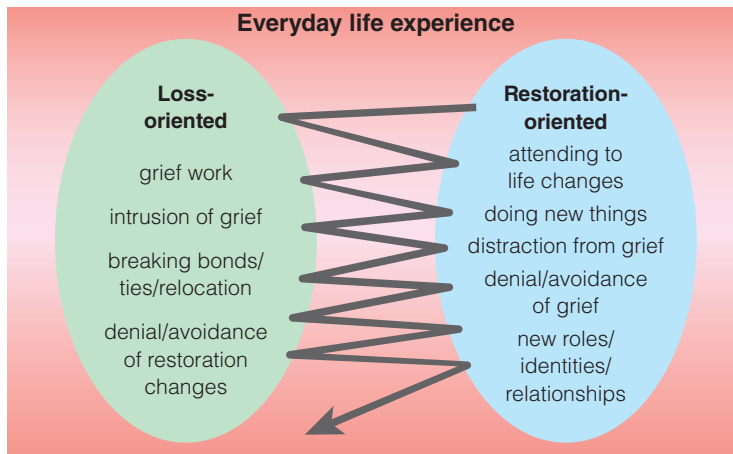 Everyday life experience
Loss-
oriented
grief work
intrusion of grief
breaking bonds/
ties/relocation
denial/avoidance
of restoration
changes
Restoration-
oriented
attending to
life changes
doing new things
distraction from grief
denial/avoidance
of grief
new roles/
identities/
relationships